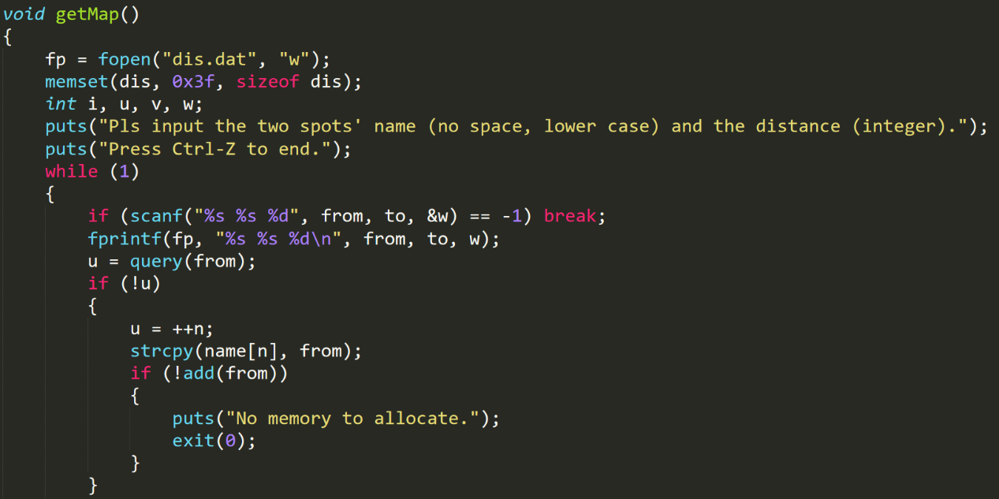 void getMap()
{
    fp = fopen("dis.dat", "w");
    memset(dis, 0x3f, sizeof dis);
    int i, u, v, w;
    puts("Pls input the two spots' name (no space, lower case) and the distance (integer).");
    puts("Press Ctrl-Z to end.");
    while (1)
    {
        if (scanf("%s %s %d", from, to, &w) == -1) break;
        fprintf(fp, "%s %s %d\n", from, to, w);
        u = query(from);
        if (!u)
        {
            u = ++n;
            strcpy(name[n], from);
            if (!add(from))
            {
                puts("No memory to allocate.");
                exit(0);
            }
        }